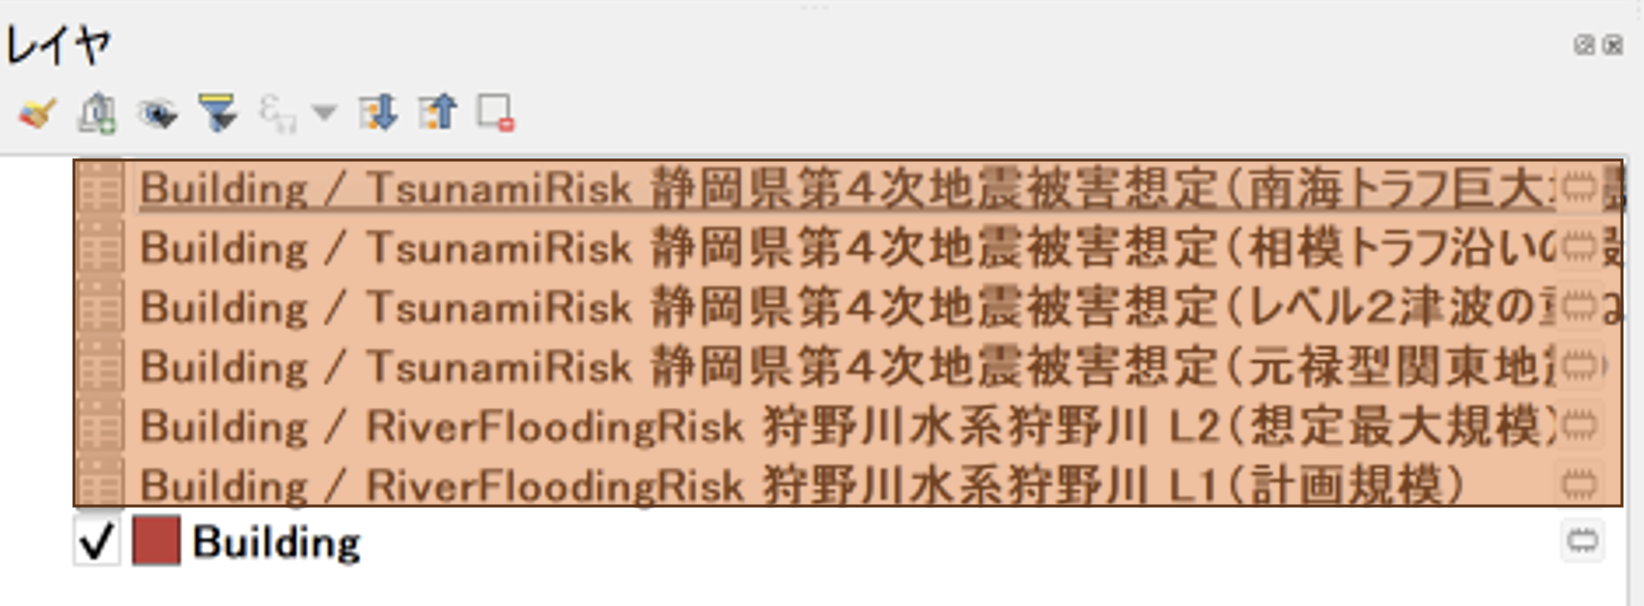 レイヤ
Building / TsunamiRisk 静岡県第4次地震被害想定(南海トラフ巨大
Building / TsunamiRisk 静岡県第4次地震被害想定(相模トラフ沿い
Building / TsunamiRisk 静岡県第4次地震被害想定(レベル2津波の
Building / TsunamiRisk 静岡県第4次地震被害想定(元禄型関東地
Building / RiverFloodingRisk 狩野川水系狩野川 L2(想定最大規模)
Building / RiverFloodingRisk 狩野川水系狩野川 L1(計画規模)
Building